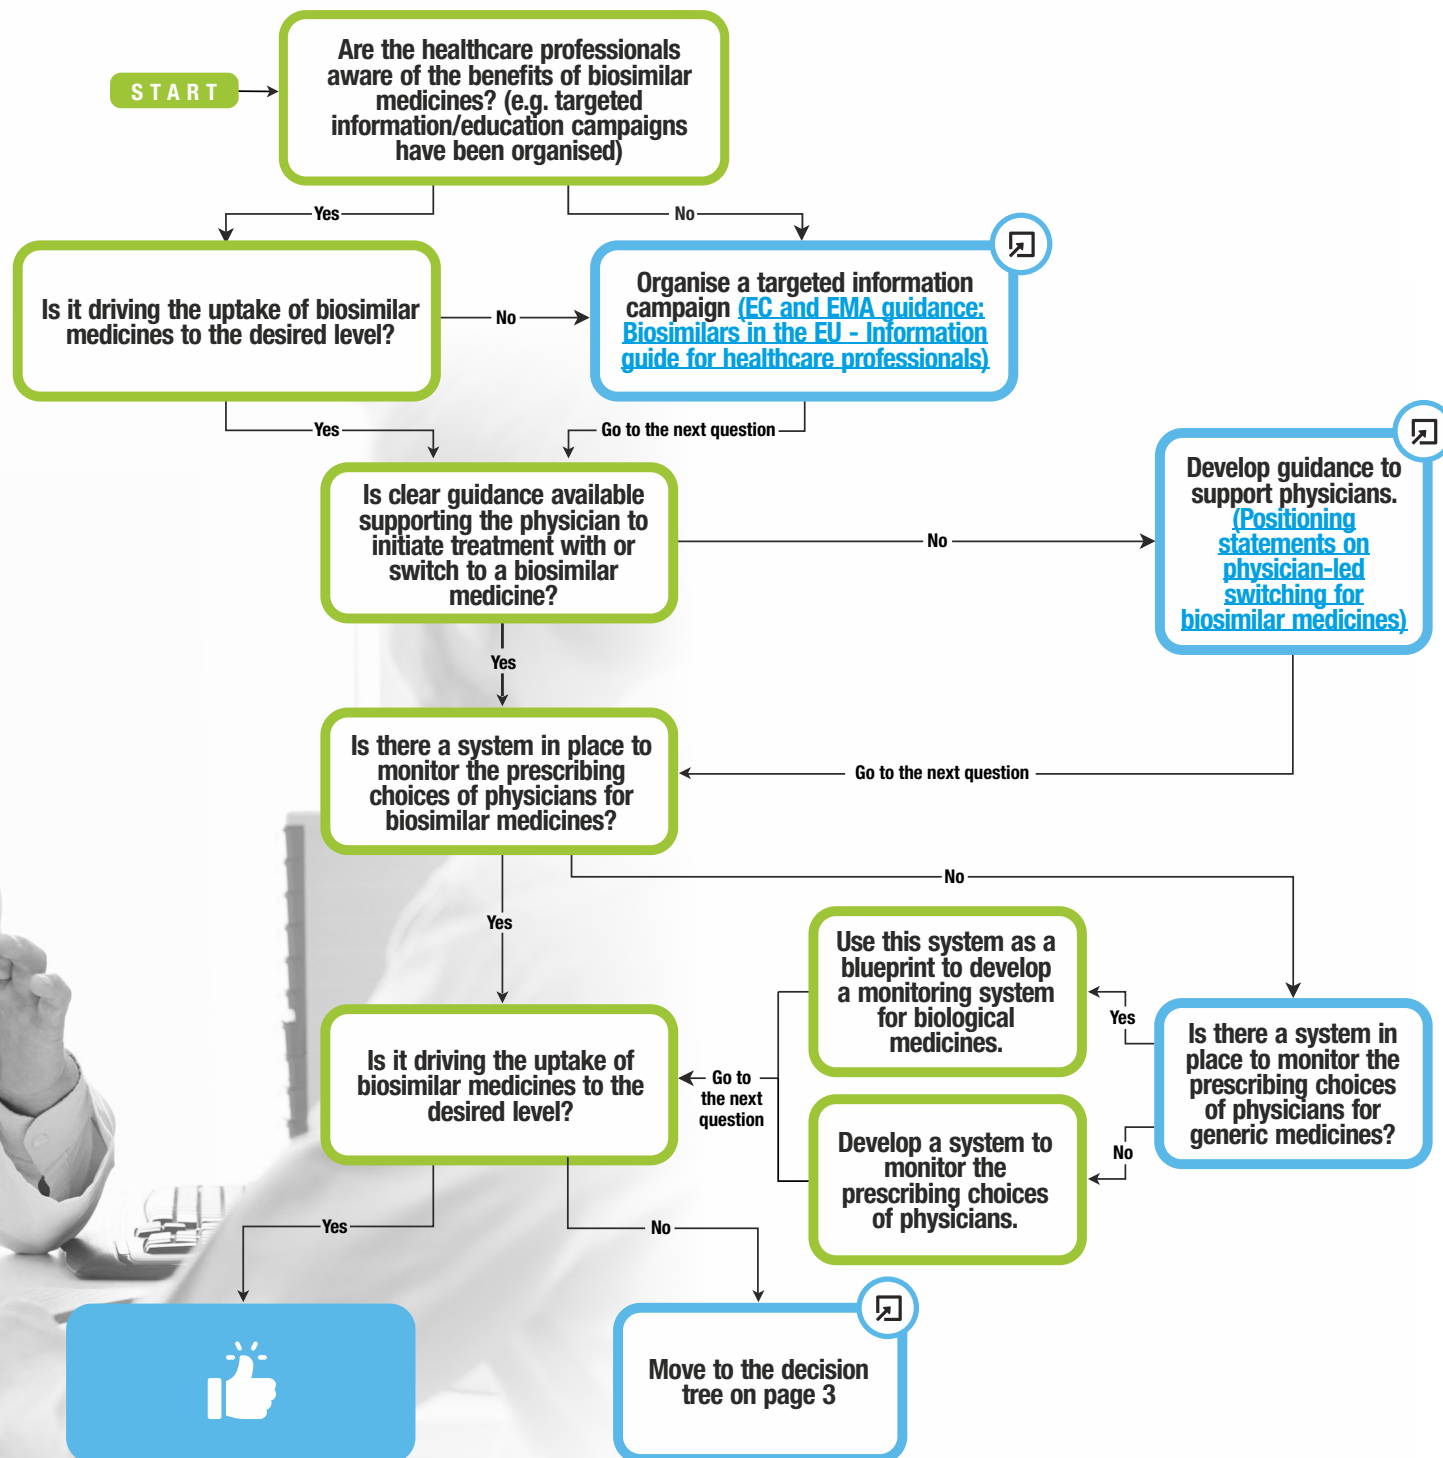 START
Are the healthcare professionals
aware of the benefits of biosimilar
medicines? (e.g. targeted
information/education campaigns
have been organised)
Yes
No
Is it driving the uptake of biosimilar
medicines to the desired level?
No
Organise a targeted information
campaign (EC and EMA guidance:
Biosimilars in the EU - Information
guide for healthcare professionals)
Yes
Go to the next question
Is clear guidance available
supporting the physician to
initiate treatment with or
switch to a biosimilar
medicine?
No
Develop guidance to
support physicians.
(Positioning
statements on
physician-led
switching for
biosimilar medicines)
Yes
Is there a system in place to
monitor the prescribing
choices of physicians for
biosimilar medicines?
Go to the next question
No
Yes
Use this system as a
blueprint to develop
a monitoring system
for biological
medicines.
Yes
Is there a system in
place to monitor the
prescribing choices
of physicians for
generic medicines?
Is it driving the uptake of
biosimilar medicines to the
desired level?
Go to
the next
question
Develop a system to
monitor the
prescribing choices
of physicians.
No
Yes
No
Move to the decision
tree on page 3